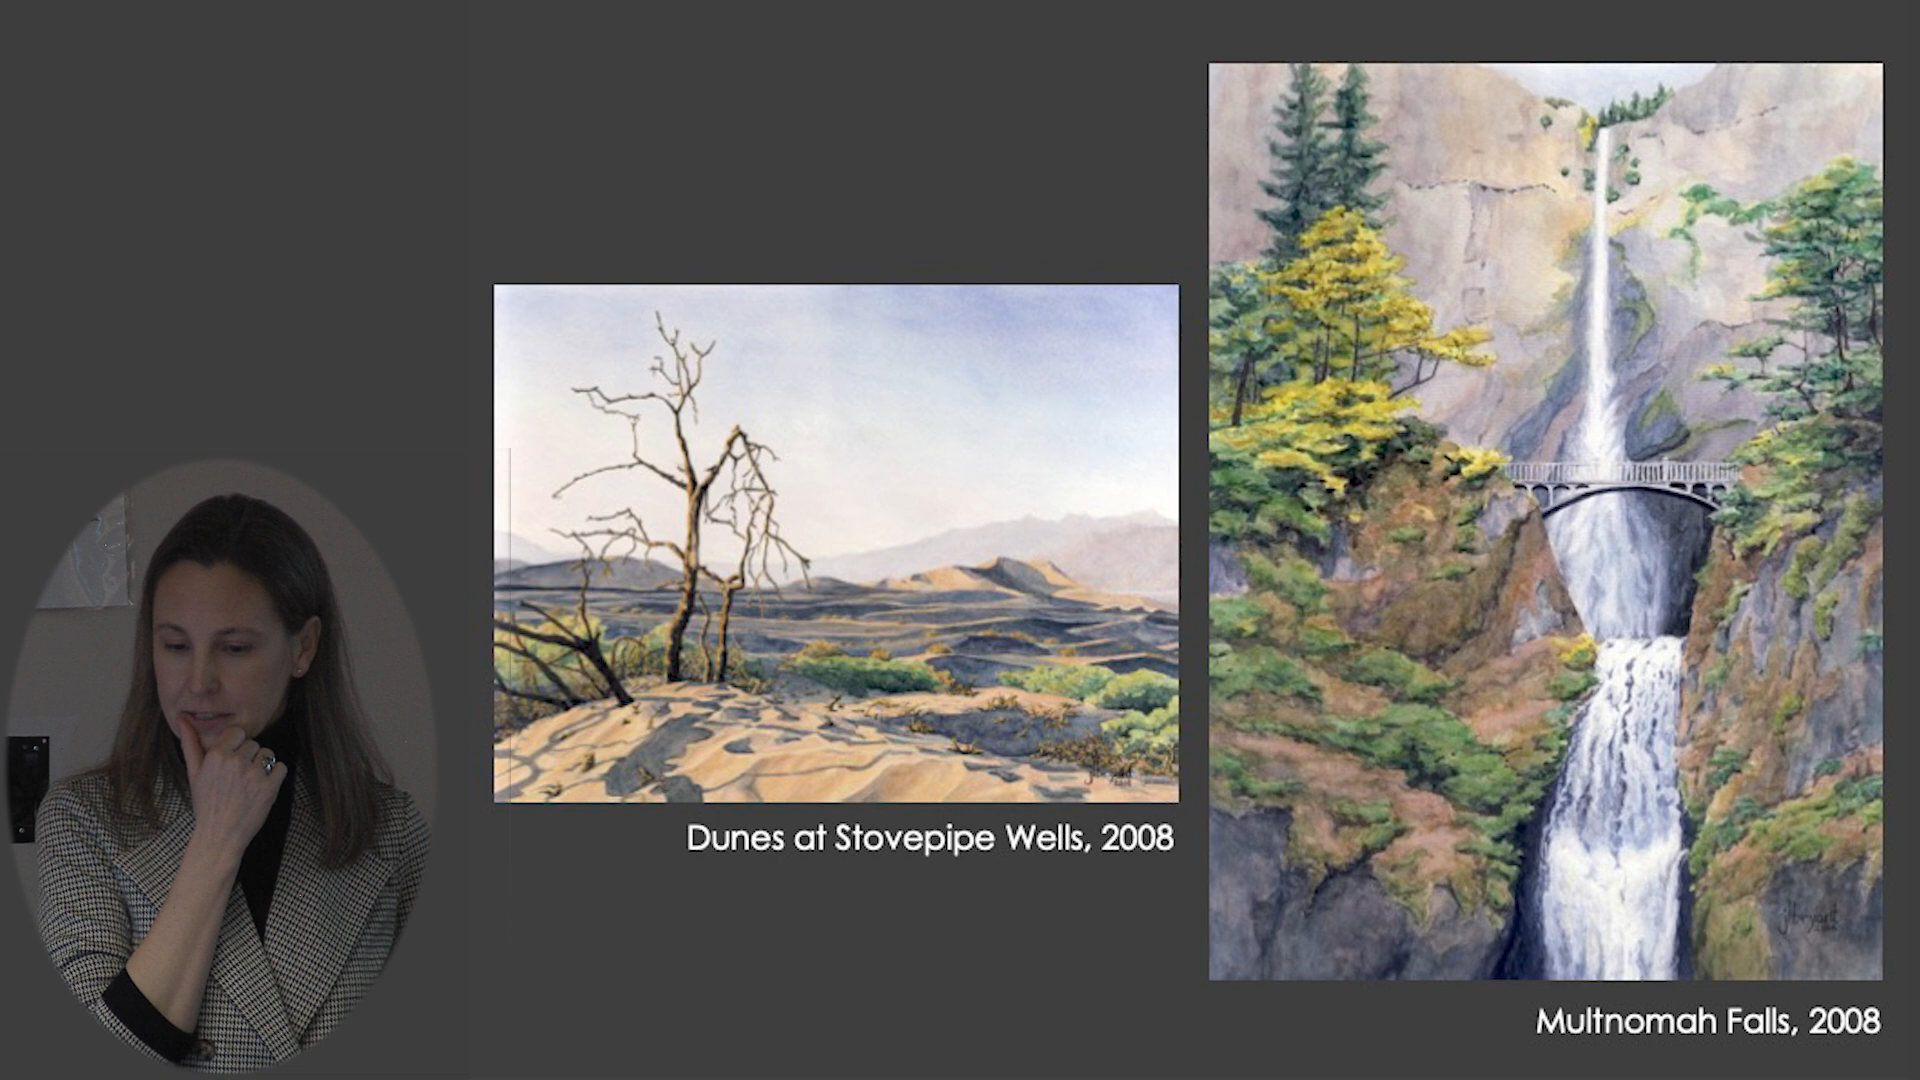 Dunes at Stovepipe Wells, 2008
Multnomah Falls, 2008